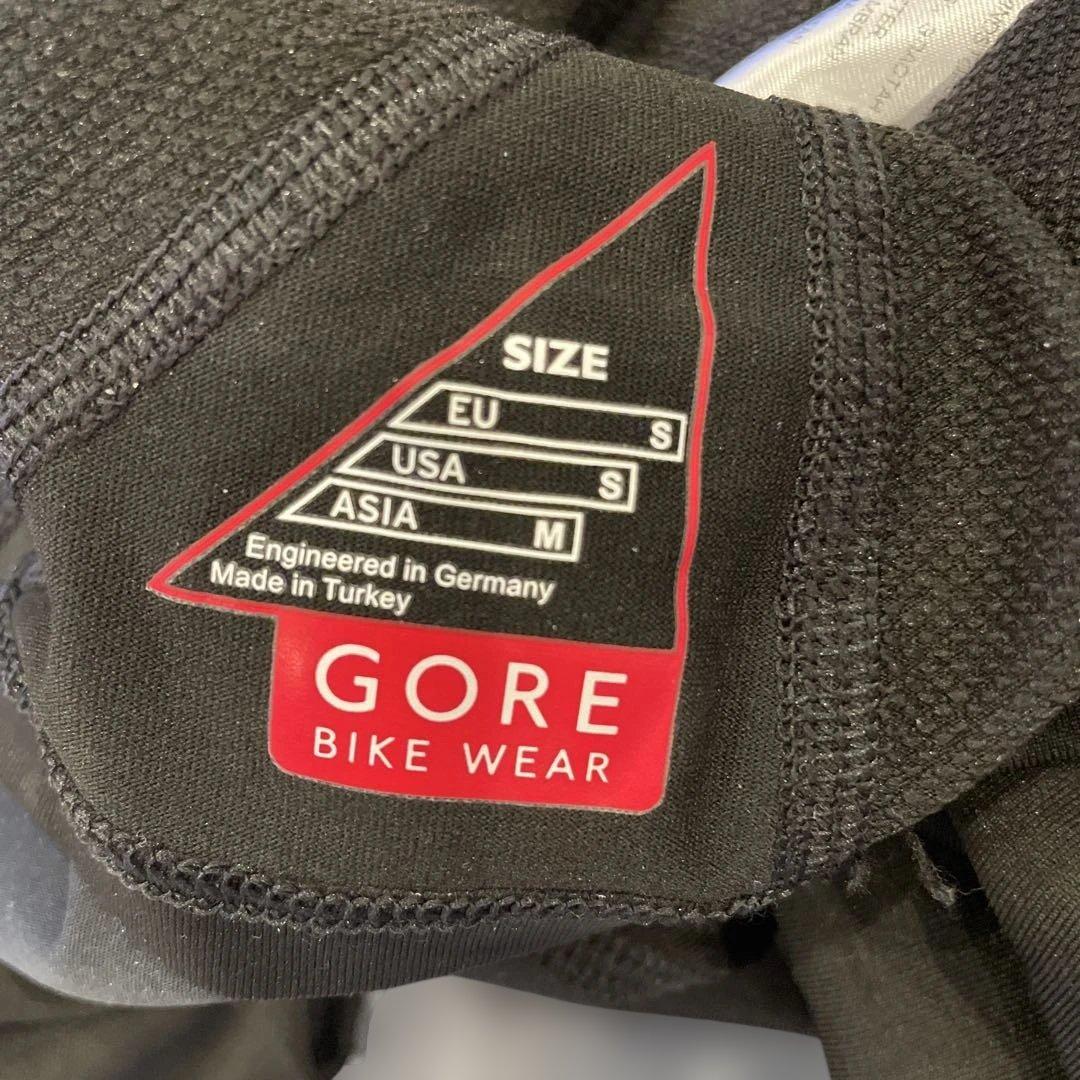 SIZE
EU S
USA S
ASIA M
Engineered in Germany
Made in Turkey
GORE
BIKE WEAR